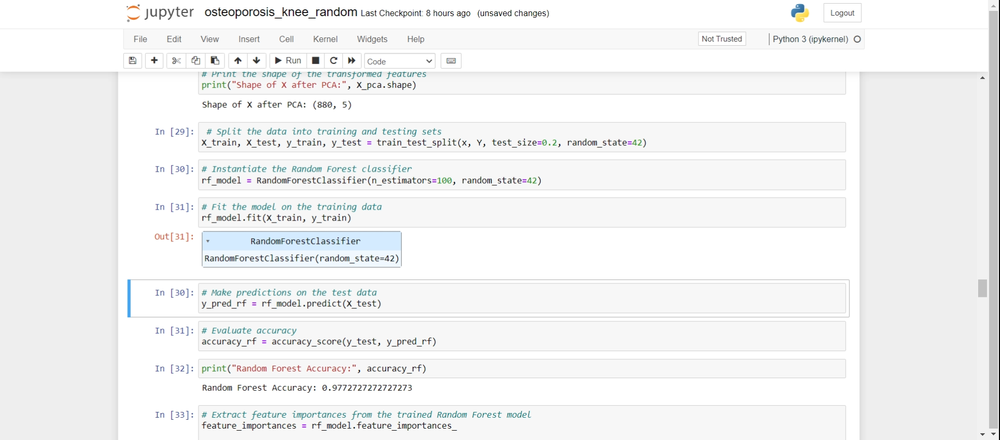 jupyter osteoporosis_knee_random Last Checkpoint: 8 hours ago (unsaved changes)
Logout
File Edit View Insert Cell Kernel Widgets Help
Not Trusted
Python 3 (ipykernel)
Run
Code
# Print the shape of the transformed features
print("Shape of X after PCA:", X_pca.shape)
Shape of X after PCA: (880, 5)
In [29]: # Split the data into training and testing sets
X_train, X_test, y_train, y_test = train_test_split(x, Y, test_size=0.2, random_state=42)
In [30]: # Instantiate the Random Forest classifier
rf_model = RandomForestClassifier(n_estimators=100, random_state=42)
In [31]: # Fit the model on the training data
rf_model.fit(X_train, y_train)
Out[31]: RandomForestClassifier
RandomForestClassifier(random_state=42)
In [30]: # Make predictions on the test data
y_pred_rf = rf_model.predict(X_test)
In [31]: # Evaluate accuracy
accuracy_rf = accuracy_score(y_test, y_pred_rf)
In [32]: print("Random Forest Accuracy:", accuracy_rf)
Random Forest Accuracy: 0.9772727272727273
In [33]: # Extract feature importances from the trained Random Forest model
feature_importances = rf_model.feature_importances_